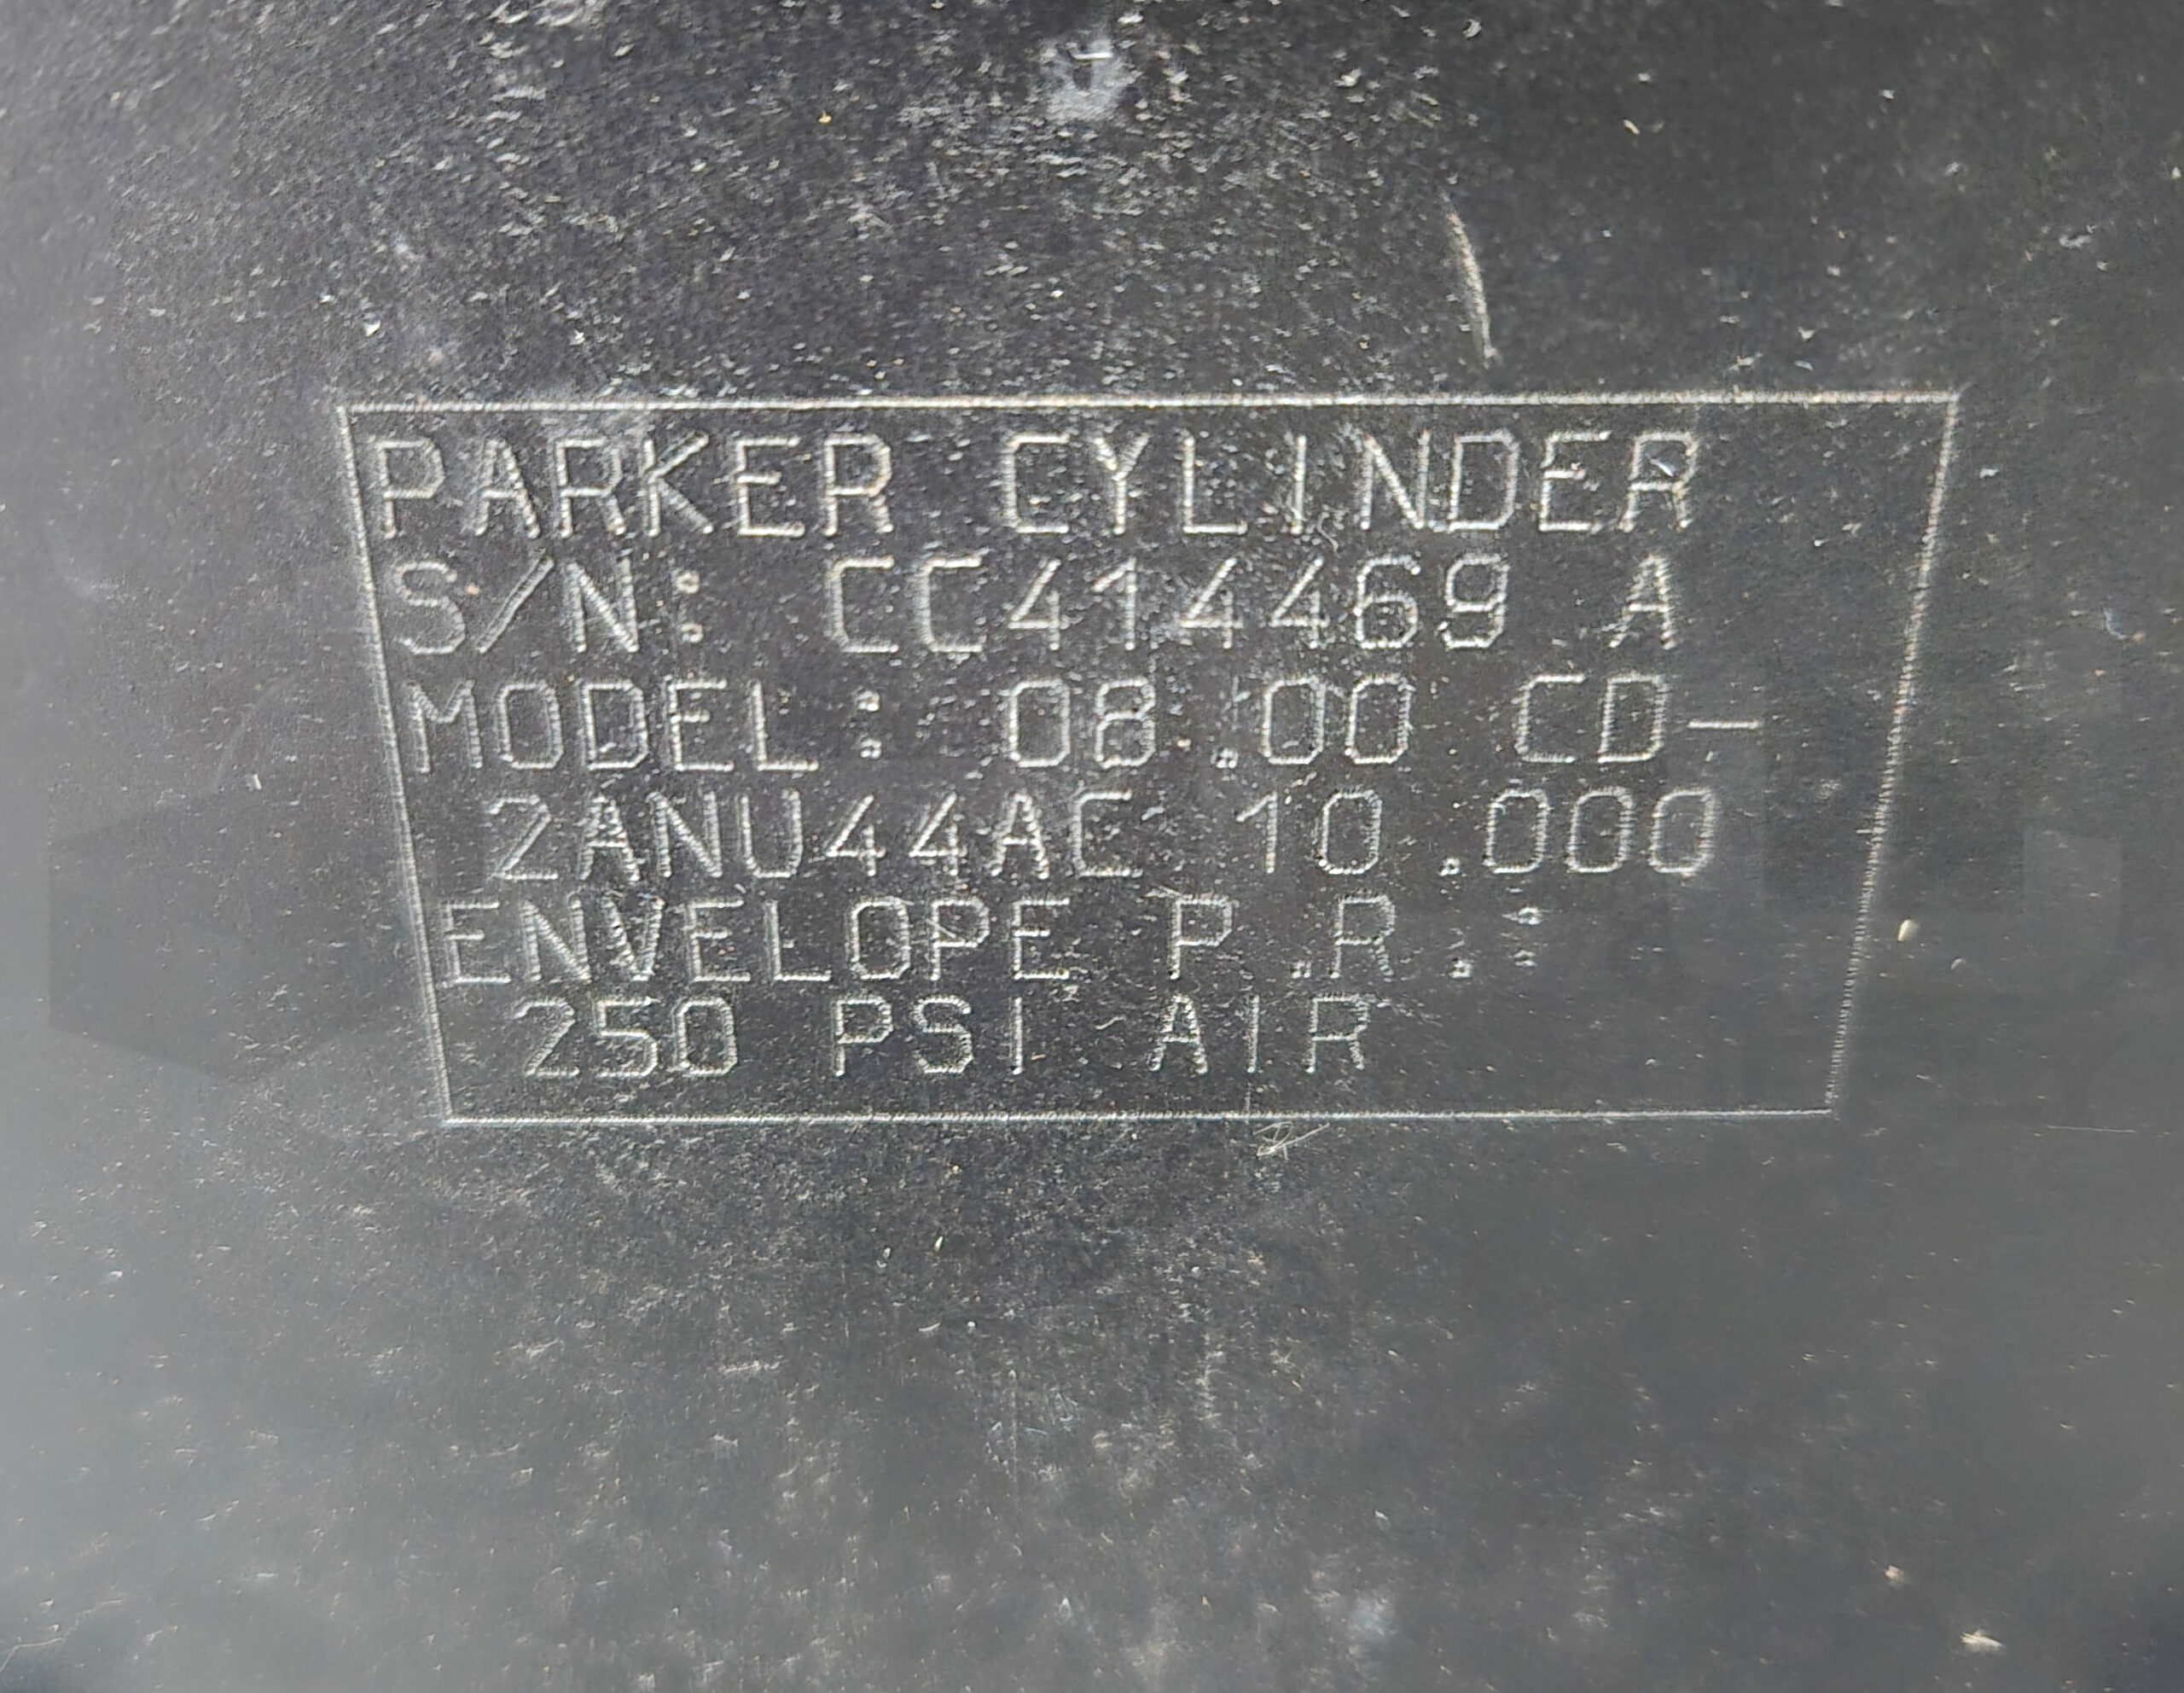 PARKER CYLINDER
S/N: CC414469 A
MODEL: 08.00 CD-
2ANU44AC 10.000
ENVELOPE P.R.:
250 PSI AIR